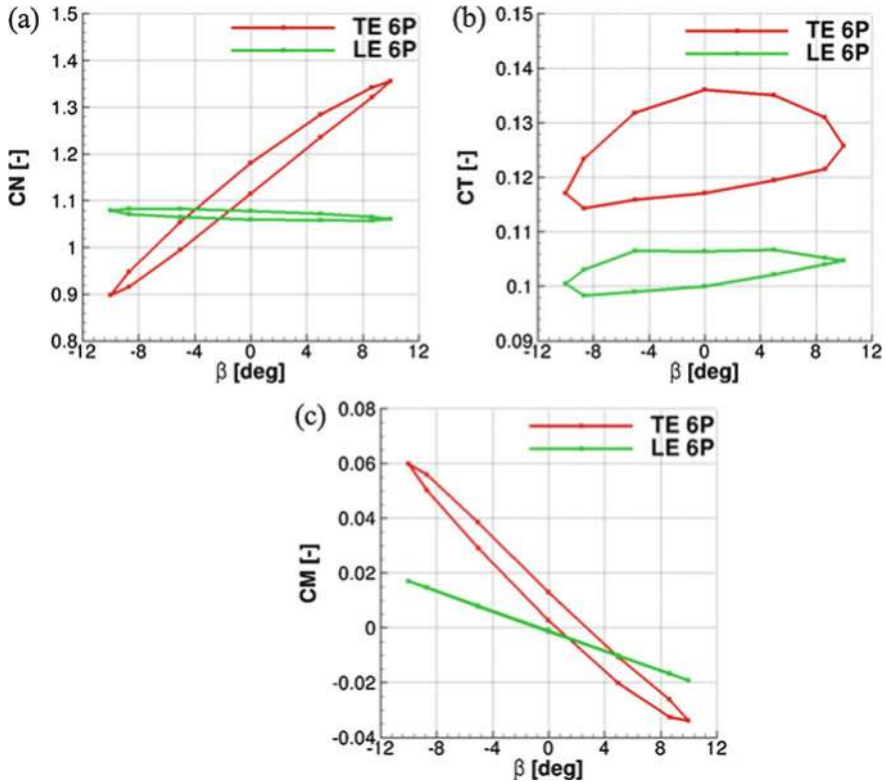 (a)
1.5
1.4
1.3
1.2
1.1
1
0.9
0.8
CN [-]
TE 6P
LE 6P
-12 -8 -4 0 4 8 12
β [deg]
(b)
0.15
0.14
0.13
0.12
0.11
0.1
0.09
CT [-]
TE 6P
LE 6P
-12 -8 -4 0 4 8 12
β [deg]
(c)
0.08
0.06
0.04
0.02
0
-0.02
-0.04
CM [-]
TE 6P
LE 6P
-12 -8 -4 0 4 8 12
β [deg]